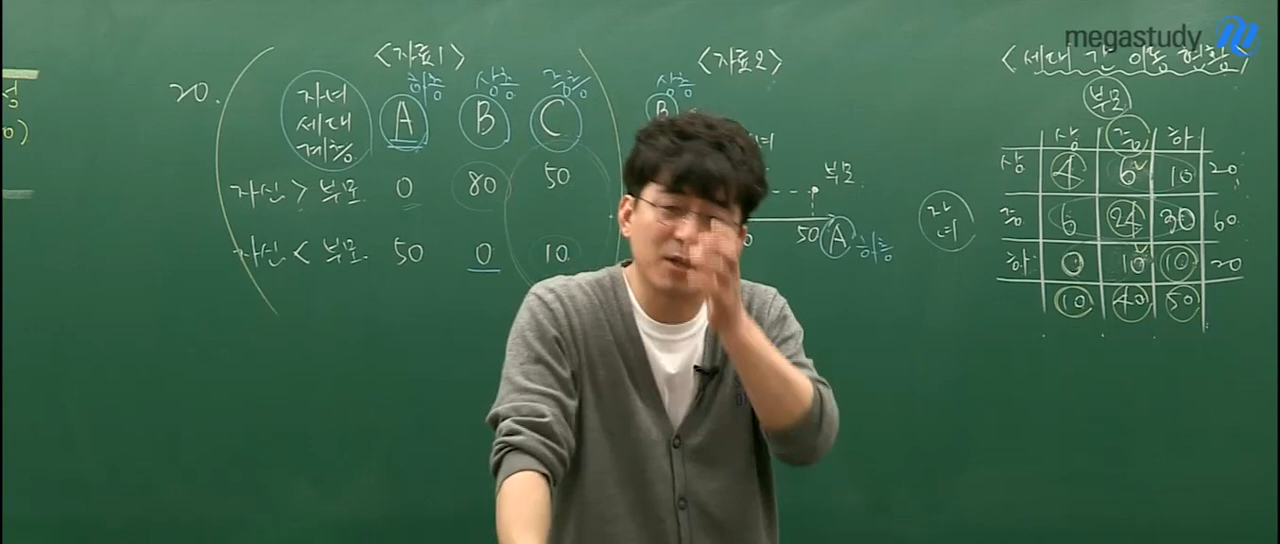 megastudy
성
0)
20.
<자료1>
하층 상층 중층
자녀 세대 계층 A B C
자신 > 부모 0 80 50
자신 < 부모 50 0 10
<자료2>
상층
B
부모
50 A 하층
<세대 간 이동 현황>
부모
상 중 하
자녀
상 4 6 10 20
중 6 24 30 60
하 0 10 10 20
10 40 50